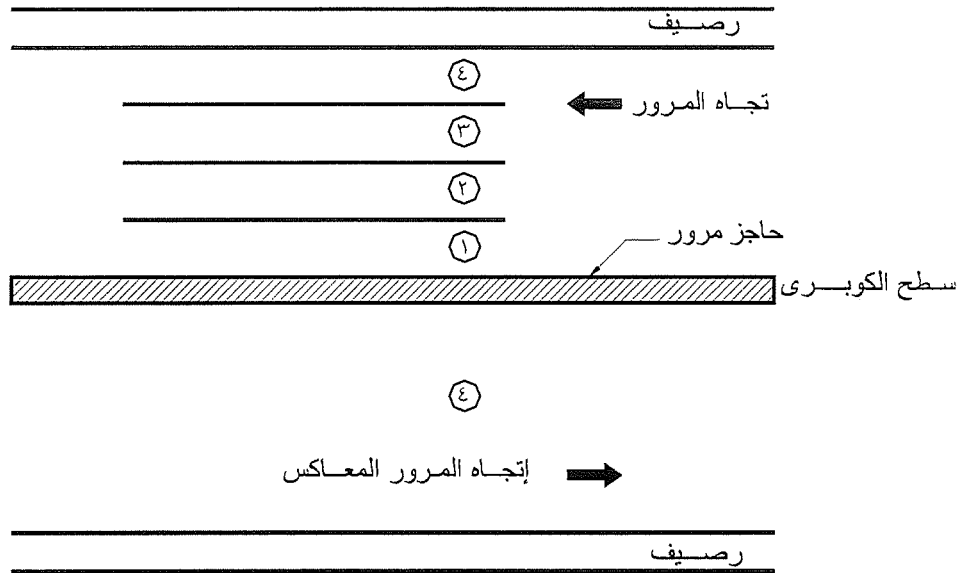 رصيف
٤
تجاه المرور
٣
٢
حاجز مرور
١
سطح الكوبرى
٤
إتجاه المرور المعاكس
رصيف